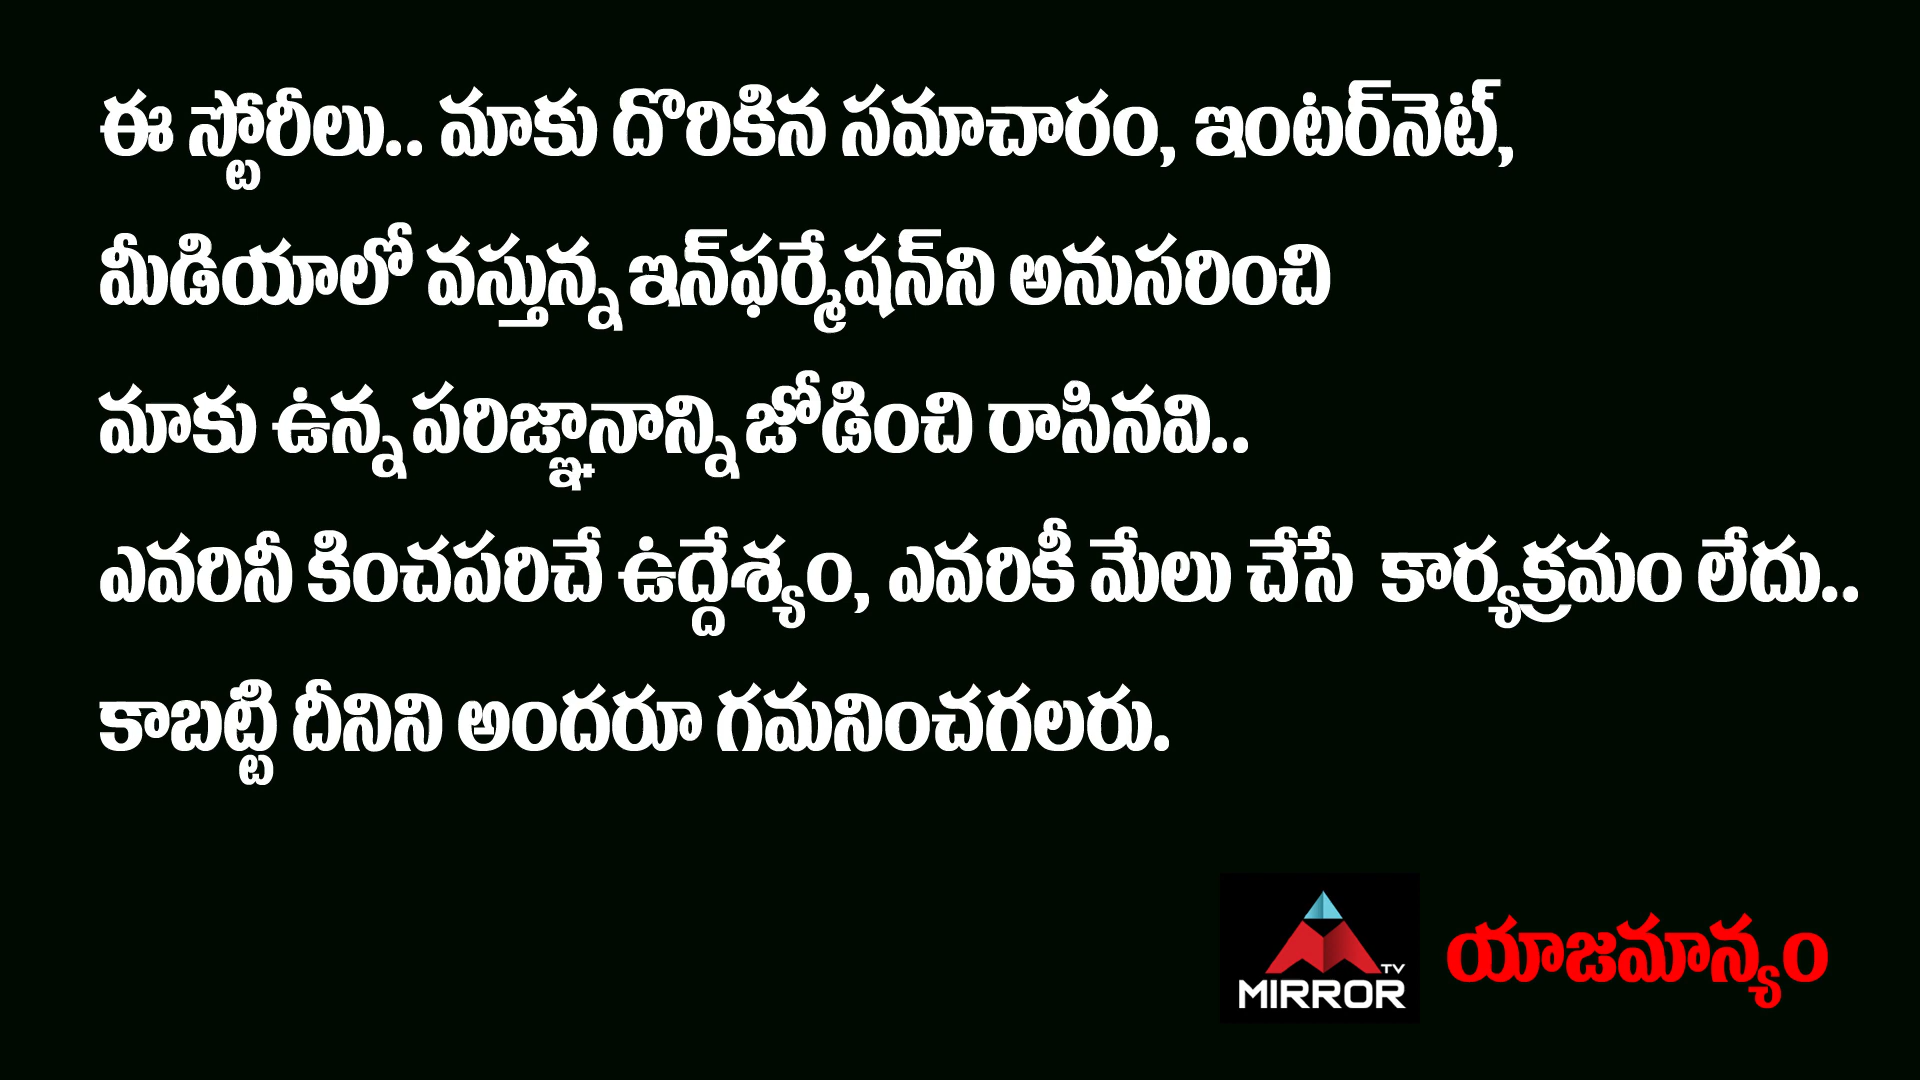 ఈ స్టోరీలు.. మాకు దొరికిన సమాచారం, ఇంటర్‌నెట్,
మీడియాలో వస్తున్న ఇన్‌ఫర్మేషన్‌ని అనుసరించి
మాకు ఉన్న పరిజ్ఞానాన్ని జోడించి రాసినవి..
ఎవరినీ కించపరిచే ఉద్దేశ్యం, ఎవరికీ మేలు చేసే కార్యక్రమం లేదు..
కాబట్టి దీనిని అందరూ గమనించగలరు.
TV
MIRROR
యాజమాన్యం